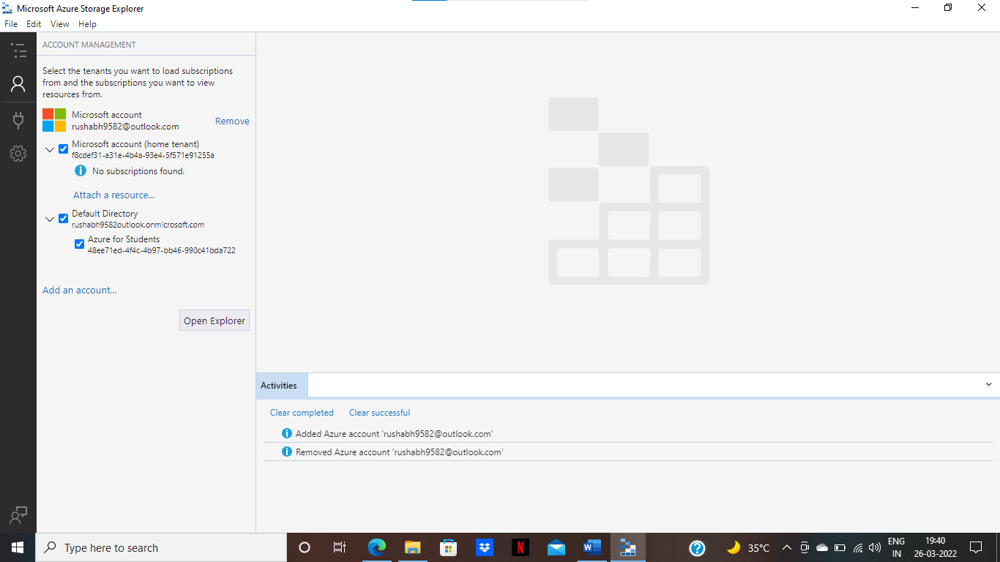 Microsoft Azure Storage Explorer
File Edit View Help
ACCOUNT MANAGEMENT
Select the tenants you want to load subscriptions
from and the subscriptions you want to view
resources from.
Microsoft account
rushabh9582@outlook.com
Remove
Microsoft account (home tenant)
f8cdef31-a31e-4b4a-93e4-5f571e91255a
No subscriptions found.
Attach a resource...
Default Directory
rushabh9582outlook.onmicrosoft.com
Azure for Students
48ee71ed-4f4c-4b97-bb46-990c41bda722
Add an account...
Open Explorer
Activities
Clear completed Clear successful
Added Azure account 'rushabh9582@outlook.com'
Removed Azure account 'rushabh9582@outlook.com'
Type here to search
N
W
35°C
ENG
IN
19:40
26-03-2022